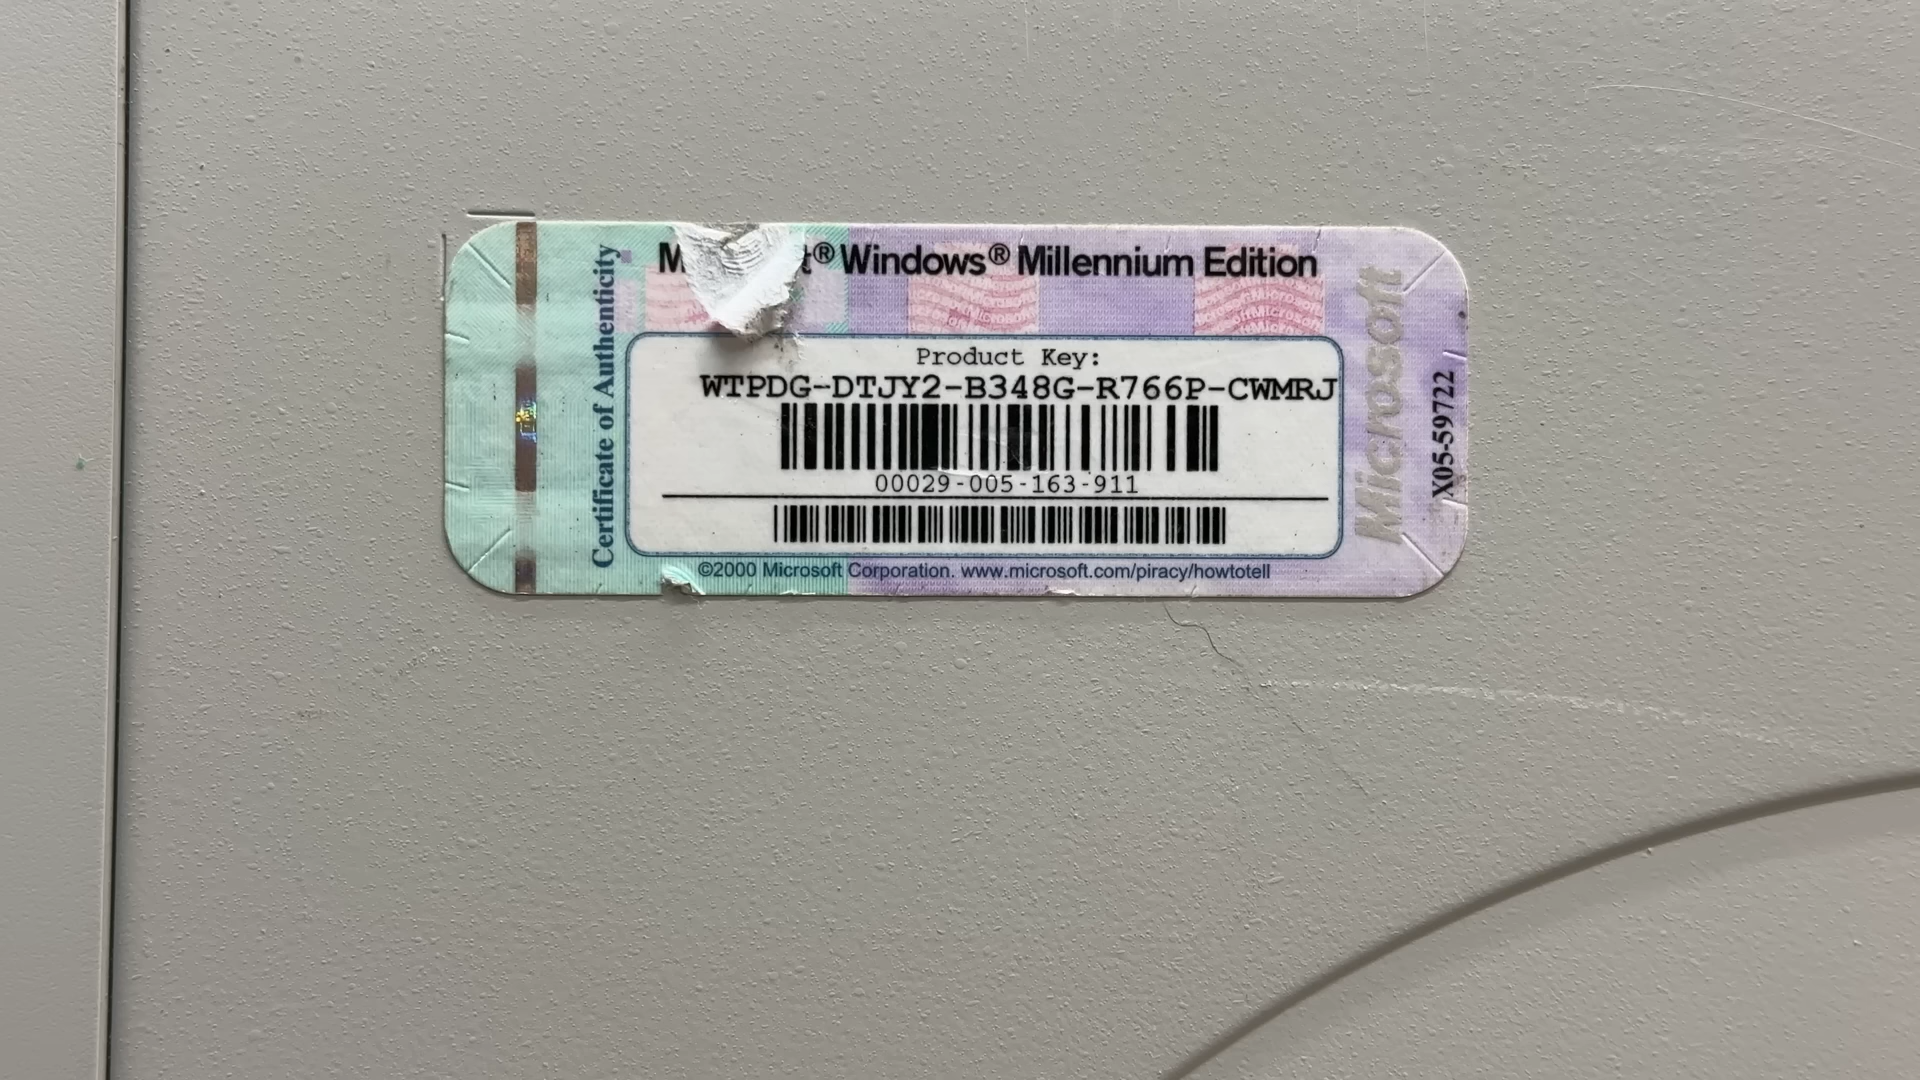 Certificate of Authenticity
® Windows® Millennium Edition
Product Key:
WTPDG-DTJY2-B348G-R766P-CWMRJ
00029-005-163-911
©2000 Microsoft Corporation. www.microsoft.com/piracy/howtotell
Microsoft
X05-59722